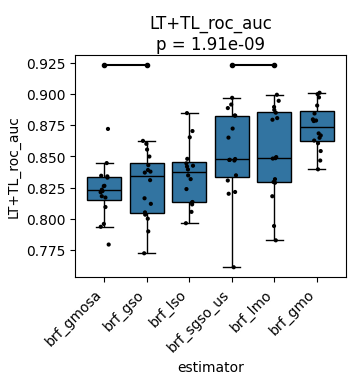 LT+TL_roc_auc
p = 1.91e-09
LT+TL_roc_auc
0.925
0.900
0.875
0.850
0.825
0.800
0.775
brf_gmosa
brf_gso
brf_lso
brf_sgso_us
brf_lmo
brf_gmo
estimator